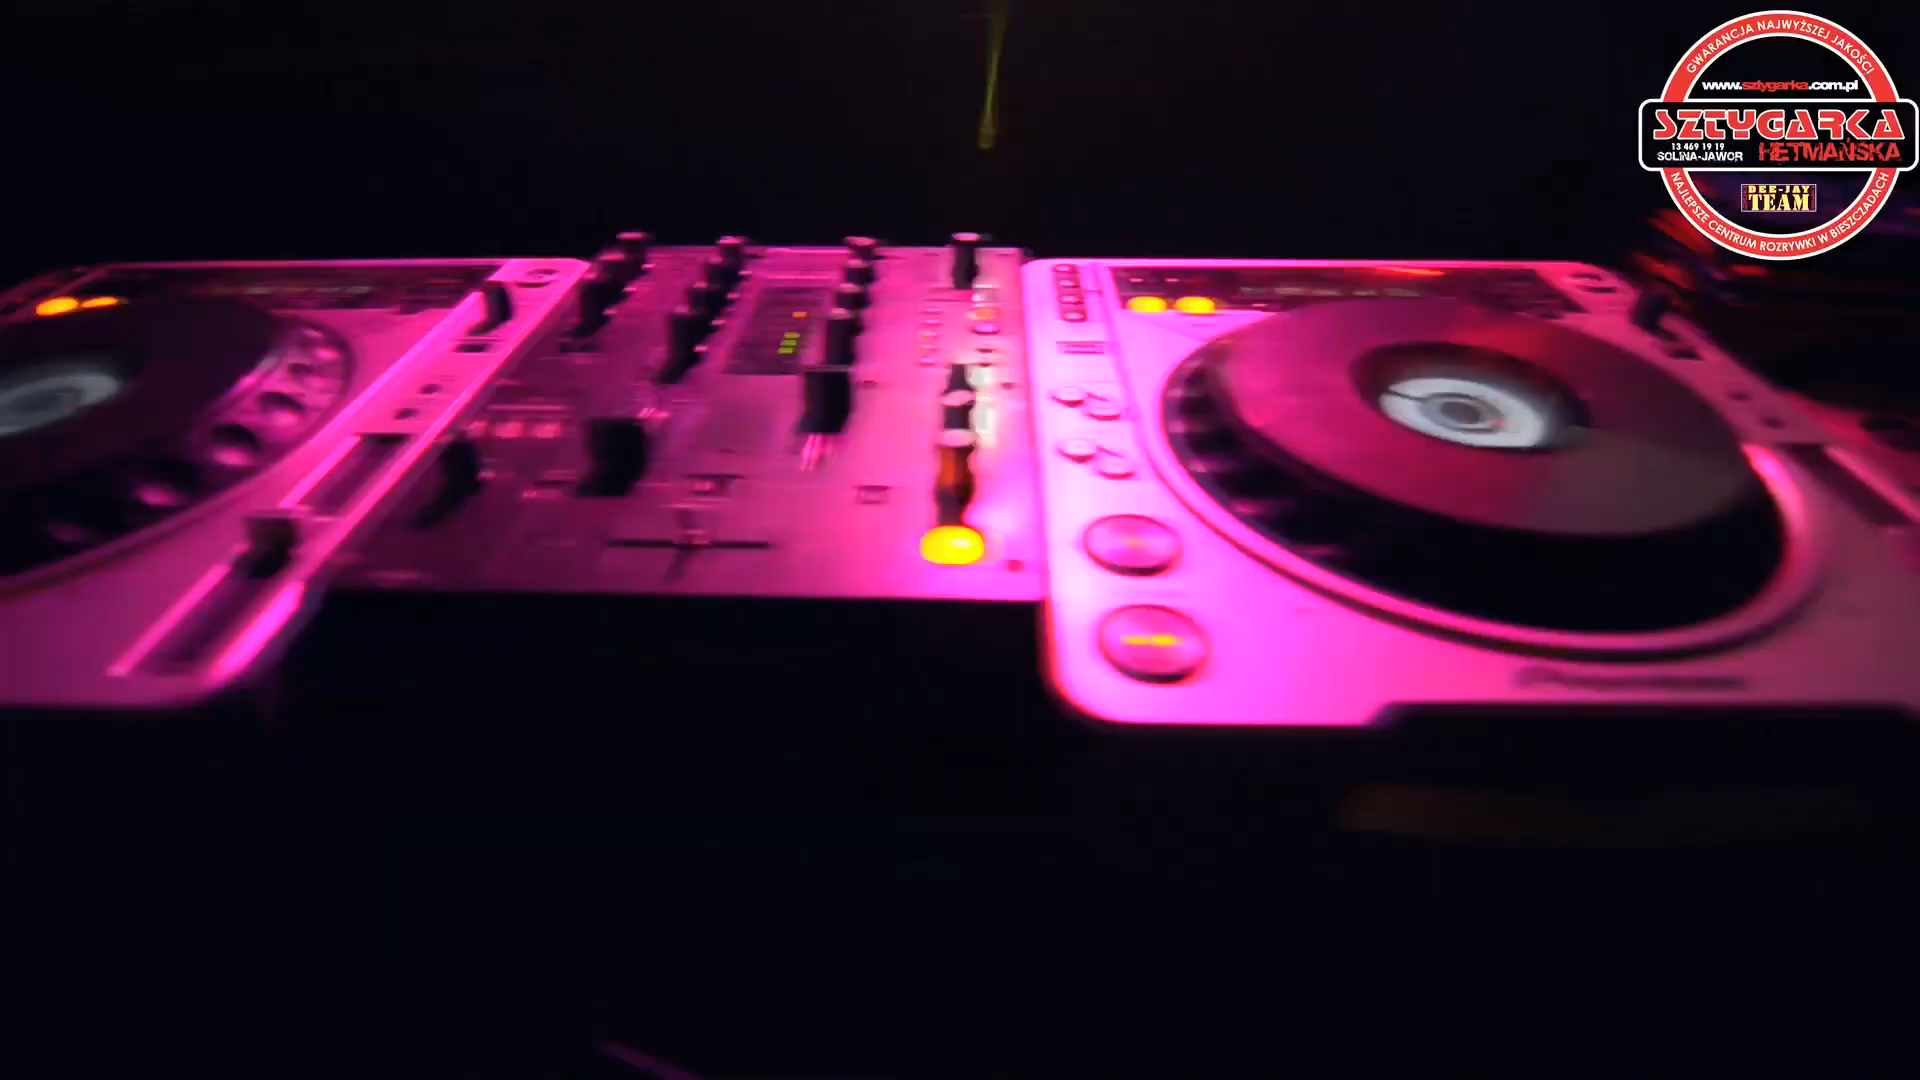 GWARANCJA NAJWYŻSZEJ JAKOŚCI
www.sztygarka.com.pl
SZTYGARKA
13 469 19 19
SOLINA-JAWOR
HETMAŃSKA
DEE-JAY
TEAM
NAJLEPSZE CENTRUM ROZRYWKI W BIESZCZADACH